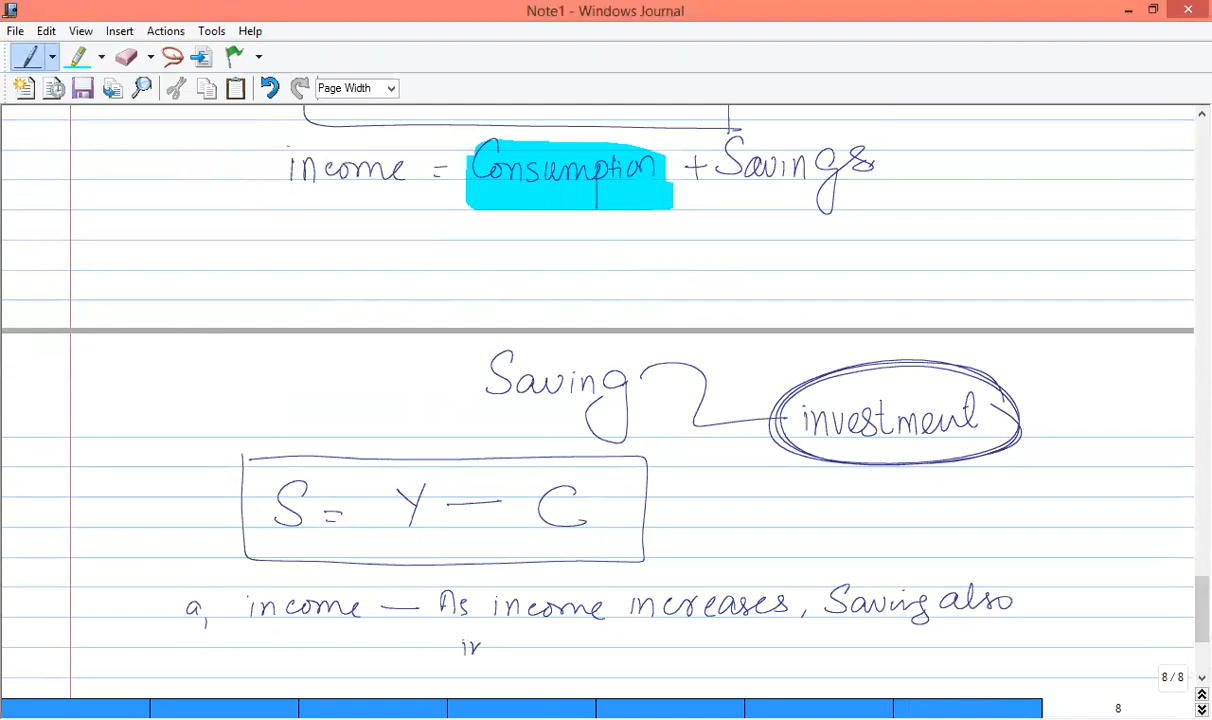 Note1 - Windows Journal
File Edit View Insert Actions Tools Help
Page Width
income = Consumption + Savings
Saving
investment
S = Y — C
a, income — As income increases, Saving also
in
8 / 8
8